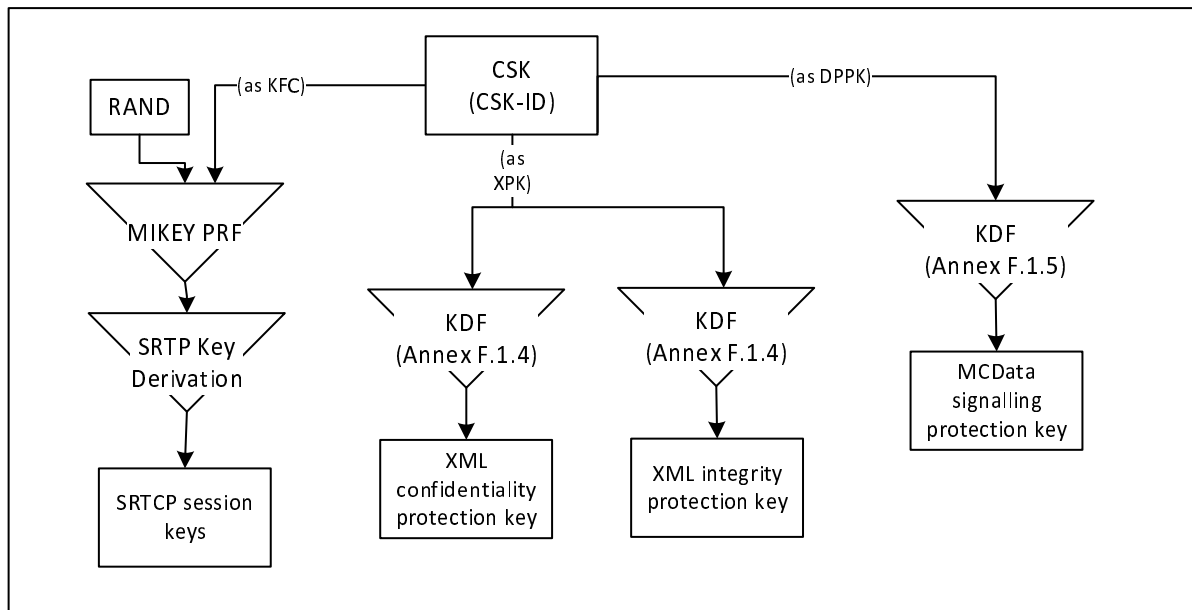 CSK
(CSK-ID)
(as KFC)
(as DPPK)
RAND
(as
XPK)
MIKEY PRF
KDF
(Annex F.1.5)
SRTP Key
Derivation
KDF
(Annex F.1.4)
KDF
(Annex F.1.4)
MCData
signalling
protection key
SRTCP session
keys
XML
confidentiality
protection key
XML integrity
protection key